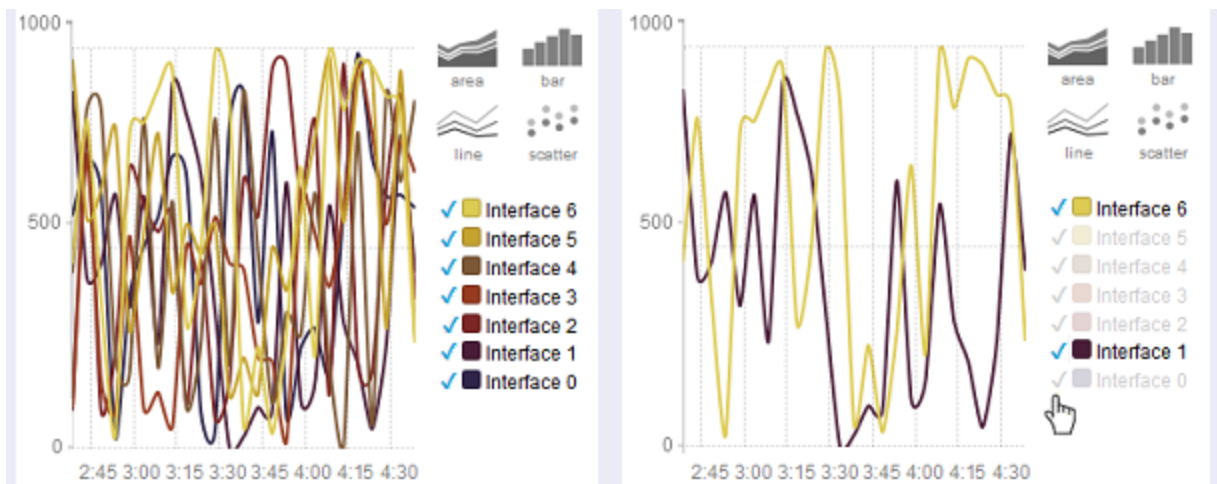 1000
area
bar
line
scatter
500
Interface 6
Interface 5
Interface 4
Interface 3
Interface 2
Interface 1
Interface 0
0
2:45 3:00 3:15 3:30 3:45 4:00 4:15 4:30
1000
area
bar
line
scatter
500
Interface 6
Interface 5
Interface 4
Interface 3
Interface 2
Interface 1
Interface 0
0
2:45 3:00 3:15 3:30 3:45 4:00 4:15 4:30